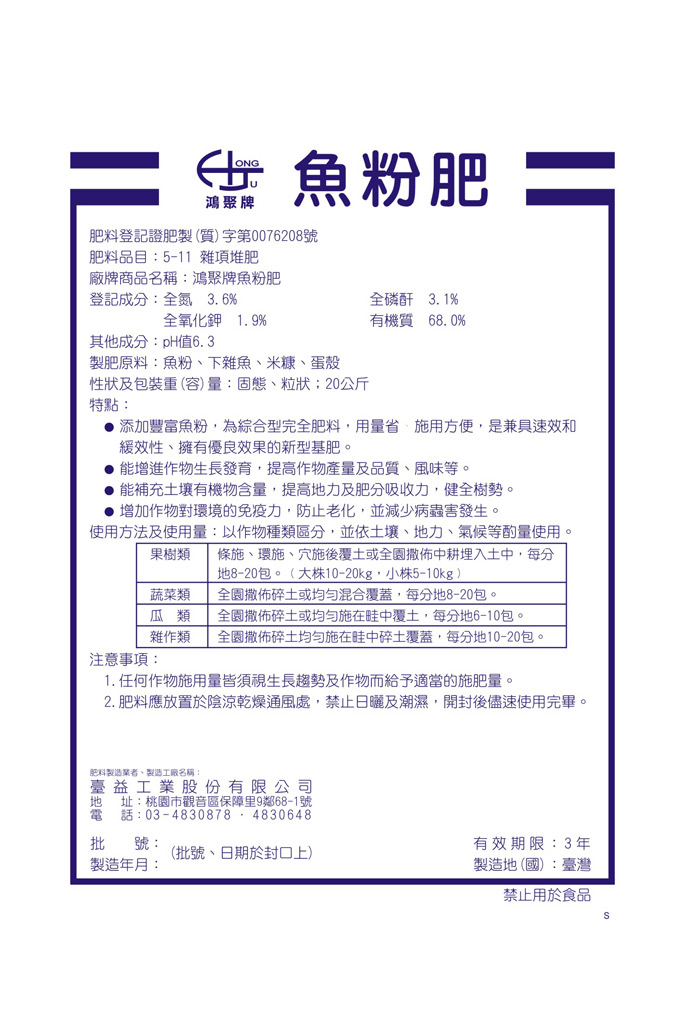 HONG JU
鴻聚牌
魚粉肥
肥料登記證肥製(質)字第0076208號
肥料品目：5-11 雜項堆肥
廠牌商品名稱：鴻聚牌魚粉肥
登記成分：全氮 3.6% 全磷酐 3.1%
全氧化鉀 1.9% 有機質 68.0%
其他成分：pH值6.3
製肥原料：魚粉、下雜魚、米糠、蛋殼
性狀及包裝重(容)量：固態、粒狀；20公斤
特點：
● 添加豐富魚粉，為綜合型完全肥料，用量省﹑施用方便，是兼具速效和
緩效性、擁有優良效果的新型基肥。
● 能增進作物生長發育，提高作物產量及品質、風味等。
● 能補充土壤有機物含量，提高地力及肥分吸收力，健全樹勢。
● 增加作物對環境的免疫力，防止老化，並減少病蟲害發生。
使用方法及使用量：以作物種類區分，並依土壤、地力、氣候等酌量使用。
果樹類 條施、環施、穴施後覆土或全園撒佈中耕埋入土中，每分
地8-20包。（大株10-20kg，小株5-10kg）
蔬菜類 全園撒佈碎土或均勻混合覆蓋，每分地8-20包。
瓜 類 全園撒佈碎土或均勻施在畦中覆土，每分地6-10包。
雜作類 全園撒佈碎土均勻施在畦中碎土覆蓋，每分地10-20包。
注意事項：
1.任何作物施用量皆須視生長趨勢及作物而給予適當的施肥量。
2.肥料應放置於陰涼乾燥通風處，禁止日曬及潮濕，開封後儘速使用完畢。
肥料製造業者、製造工廠名稱：
臺益工業股份有限公司
地 址：桃園市觀音區保障里9鄰68-1號
電 話：03-4830878 · 4830648
批 號： (批號、日期於封口上) 有效期限：3年
製造年月： 製造地(國)：臺灣
禁止用於食品
S